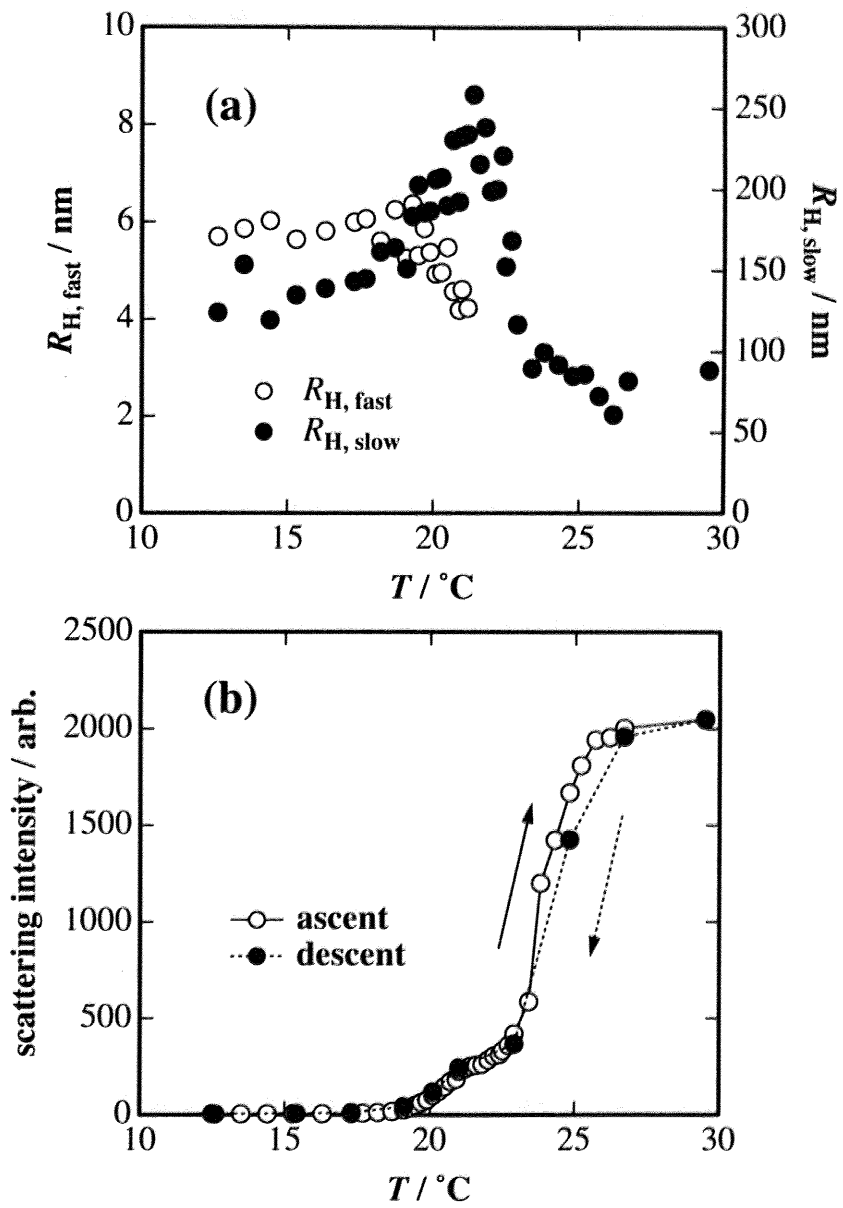 10
8
6
4
2
0
(a)
300
250
200
150
100
50
0
R_H, fast / nm
R_H, slow / nm
R_H, fast
R_H, slow
10 15 20 25 30
T / °C
2500
2000
1500
1000
500
0
(b)
scattering intensity / arb.
ascent
descent
10 15 20 25 30
T / °C